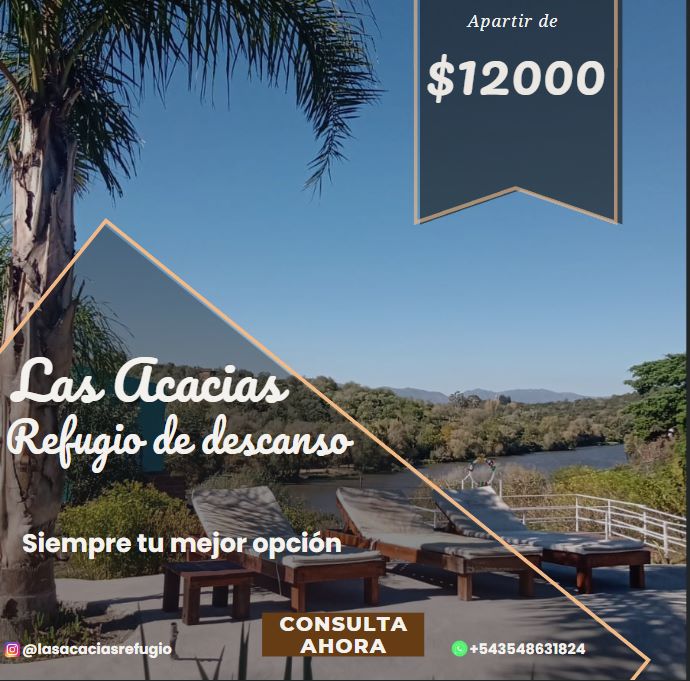 Apartir de
$12000
Las Acacias
Refugio de descanso
Siempre tu mejor opción
CONSULTA
AHORA
@lasacaciasrefugio
+543548631824